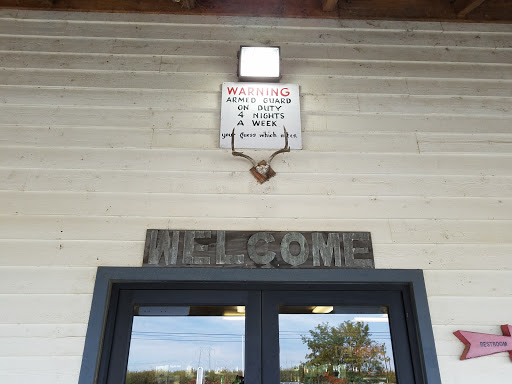 WARNING
ARMED GUARD
ON DUTY
4 NIGHTS
A WEEK
you guess which ones
WELCOME
RESTROOM